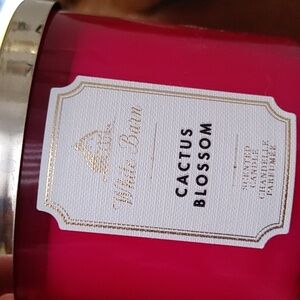 White Barn
CACTUS
BLOSSOM
SCENTED
CANDLE
CHANDELLE
PARFUMÉE